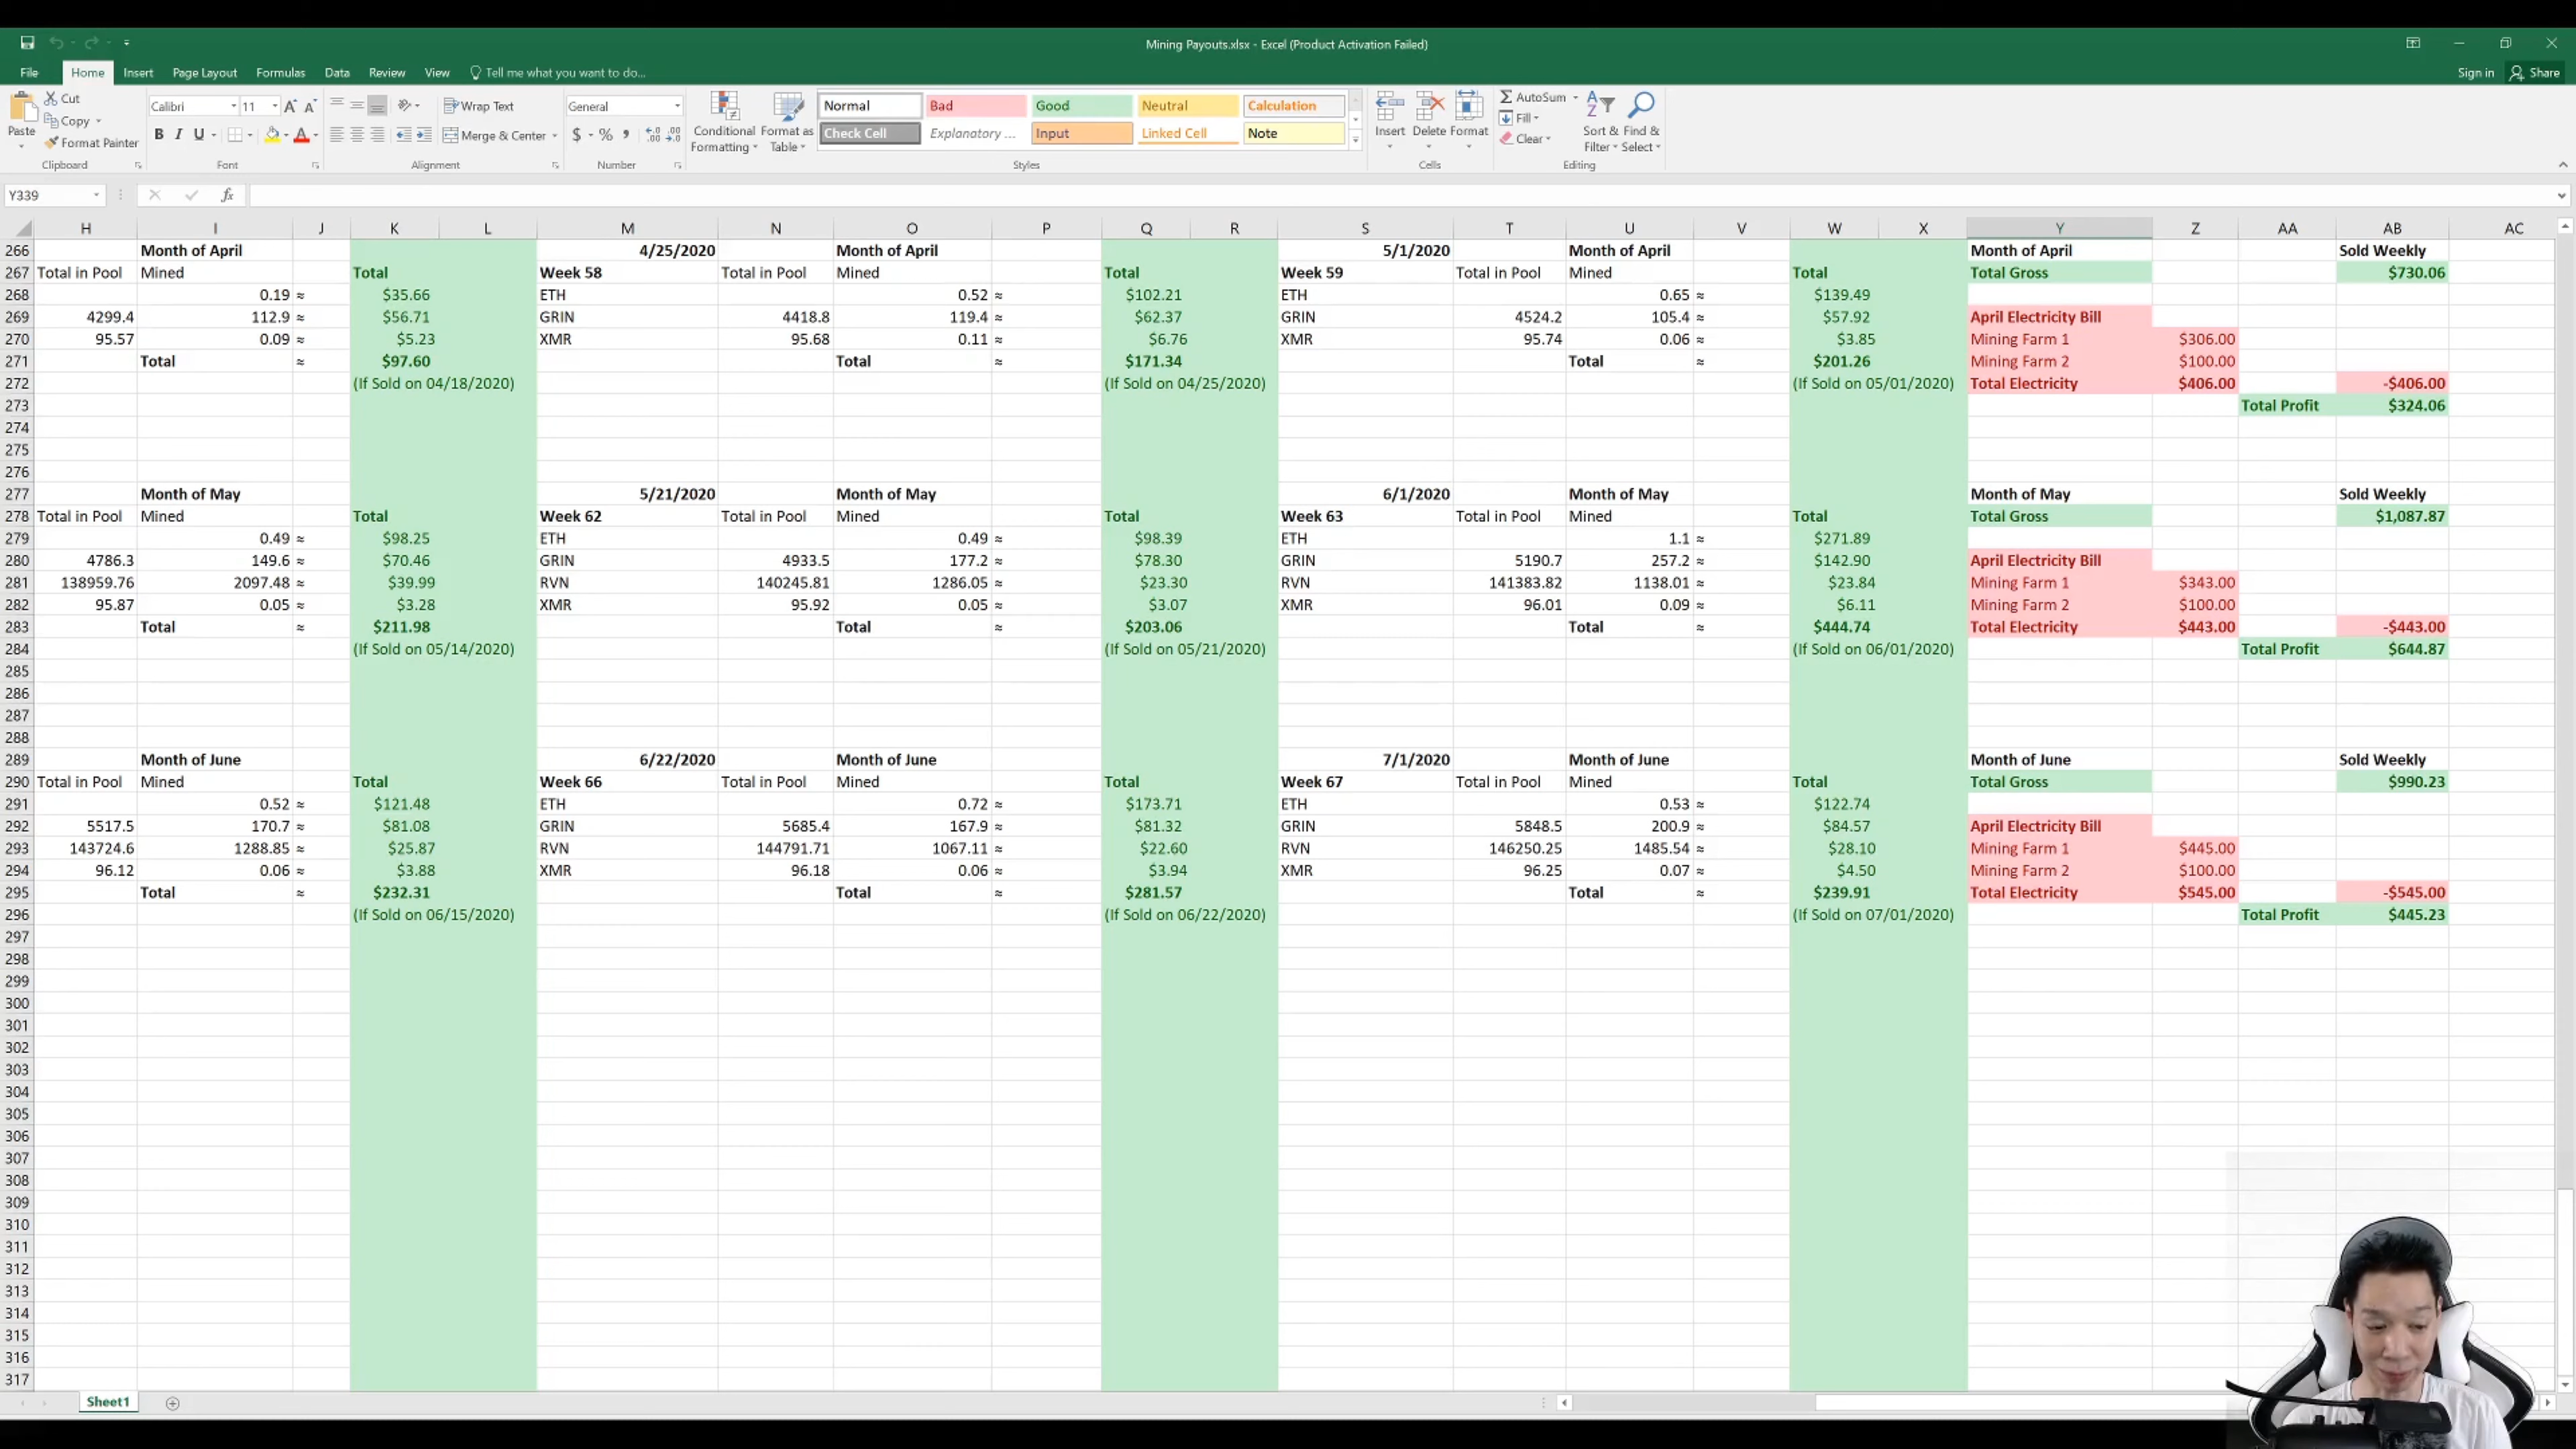 Mining Payouts.xlsx - Excel (Product Activation Failed)
File Home Insert Page Layout Formulas Data Review View Tell me what you want to do... Sign in Share
Cut
Copy
Format Painter
Paste
Clipboard
Calibri 11
B I U
Font
Wrap Text
Merge & Center
Alignment
General
$ % ,
Number
Conditional Formatting
Format as Table
Normal Bad Good Neutral Calculation
Check Cell Explanatory ... Input Linked Cell Note
Styles
Insert Delete Format
Cells
AutoSum
Fill
Clear
Sort & Filter
Find & Select
Editing
Y339 fx
H I J K L M N O P Q R S T U V W X Y Z AA AB AC
266 Month of April 4/25/2020 Month of April 5/1/2020 Month of April Month of April Sold Weekly
267 Total in Pool Mined Total Week 58 Total in Pool Mined Total Week 59 Total in Pool Mined Total Total Gross $730.06
268 0.19 ≈ $35.66 ETH 0.52 ≈ $102.21 ETH 0.65 ≈ $139.49
269 4299.4 112.9 ≈ $56.71 GRIN 4418.8 119.4 ≈ $62.37 GRIN 4524.2 105.4 ≈ $57.92 April Electricity Bill
270 95.57 0.09 ≈ $5.23 XMR 95.68 0.11 ≈ $6.76 XMR 95.74 0.06 ≈ $3.85 Mining Farm 1 $306.00
271 Total ≈ $97.60 Total ≈ $171.34 Total ≈ $201.26 Mining Farm 2 $100.00
272 (If Sold on 04/18/2020) (If Sold on 04/25/2020) (If Sold on 05/01/2020) Total Electricity $406.00 -$406.00
273 Total Profit $324.06
274
275
276
277 Month of May 5/21/2020 Month of May 6/1/2020 Month of May Month of May Sold Weekly
278 Total in Pool Mined Total Week 62 Total in Pool Mined Total Week 63 Total in Pool Mined Total Total Gross $1,087.87
279 0.49 ≈ $98.25 ETH 0.49 ≈ $98.39 ETH 1.1 ≈ $271.89
280 4786.3 149.6 ≈ $70.46 GRIN 4933.5 177.2 ≈ $78.30 GRIN 5190.7 257.2 ≈ $142.90 April Electricity Bill
281 138959.76 2097.48 ≈ $39.99 RVN 140245.81 1286.05 ≈ $23.30 RVN 141383.82 1138.01 ≈ $23.84 Mining Farm 1 $343.00
282 95.87 0.05 ≈ $3.28 XMR 95.92 0.05 ≈ $3.07 XMR 96.01 0.09 ≈ $6.11 Mining Farm 2 $100.00
283 Total ≈ $211.98 Total ≈ $203.06 Total ≈ $444.74 Total Electricity $443.00 -$443.00
284 (If Sold on 05/14/2020) (If Sold on 05/21/2020) (If Sold on 06/01/2020) Total Profit $644.87
285
286
287
288
289 Month of June 6/22/2020 Month of June 7/1/2020 Month of June Month of June Sold Weekly
290 Total in Pool Mined Total Week 66 Total in Pool Mined Total Week 67 Total in Pool Mined Total Total Gross $990.23
291 0.52 ≈ $121.48 ETH 0.72 ≈ $173.71 ETH 0.53 ≈ $122.74
292 5517.5 170.7 ≈ $81.08 GRIN 5685.4 167.9 ≈ $81.32 GRIN 5848.5 200.9 ≈ $84.57 April Electricity Bill
293 143724.6 1288.85 ≈ $25.87 RVN 144791.71 1067.11 ≈ $22.60 RVN 146250.25 1485.54 ≈ $28.10 Mining Farm 1 $445.00
294 96.12 0.06 ≈ $3.88 XMR 96.18 0.06 ≈ $3.94 XMR 96.25 0.07 ≈ $4.50 Mining Farm 2 $100.00
295 Total ≈ $232.31 Total ≈ $281.57 Total ≈ $239.91 Total Electricity $545.00 -$545.00
296 (If Sold on 06/15/2020) (If Sold on 06/22/2020) (If Sold on 07/01/2020) Total Profit $445.23
297
298
299
300
301
302
303
304
305
306
307
308
309
310
311
312
313
314
315
316
317
Sheet1